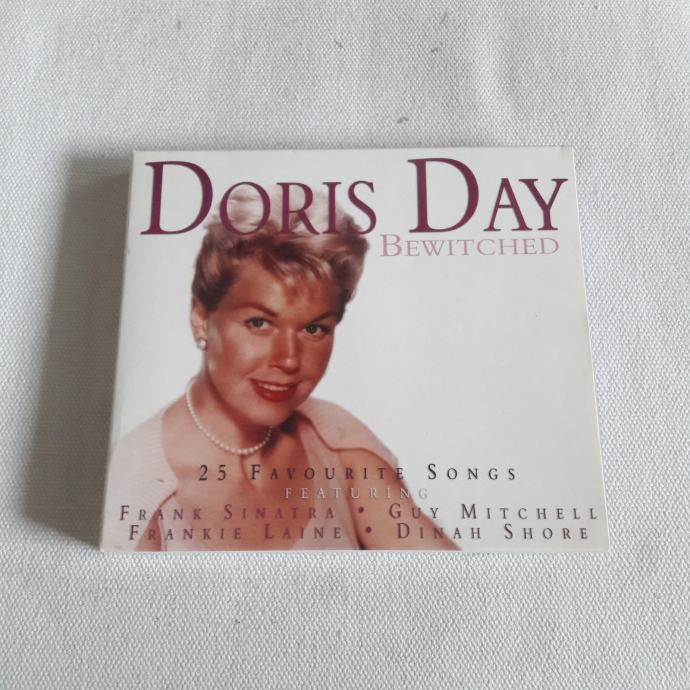 DORIS DAY
BEWITCHED
25 FAVOURITE SONGS
FEATURING
FRANK SINATRA • GUY MITCHELL
FRANKIE LAINE • DINAH SHORE